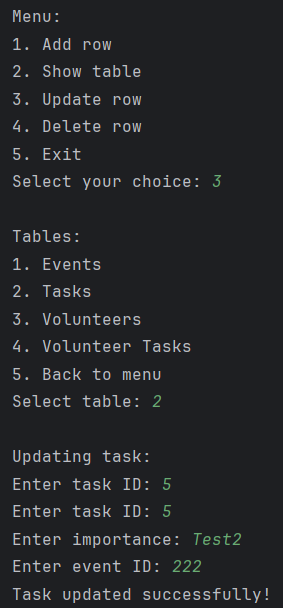 Menu:
1. Add row
2. Show table
3. Update row
4. Delete row
5. Exit
Select your choice: 3
Tables:
1. Events
2. Tasks
3. Volunteers
4. Volunteer Tasks
5. Back to menu
Select table: 2
Updating task:
Enter task ID: 5
Enter task ID: 5
Enter importance: Test2
Enter event ID: 222
Task updated successfully!